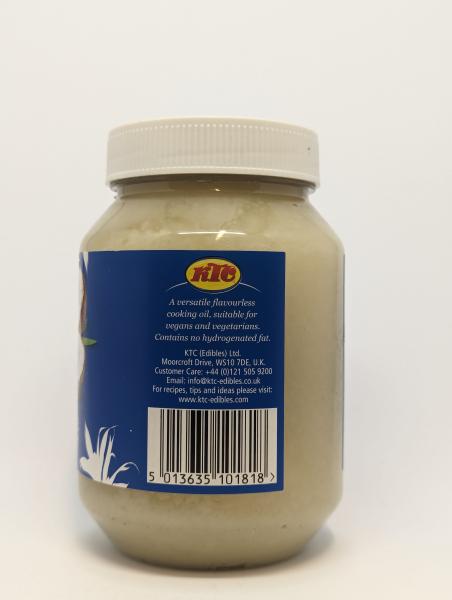 KTC
A versatile flavourless
cooking oil, suitable for
vegans and vegetarians.
Contains no hydrogenated fat.
KTC (Edibles) Ltd.
Moorcroft Drive, WS10 7DE, U.K.
Customer Care: +44 (0)121 505 9200
Email: info@ktc-edibles.co.uk
For recipes, tips and ideas please visit:
www.ktc-edibles.com
5 013635 101818 >